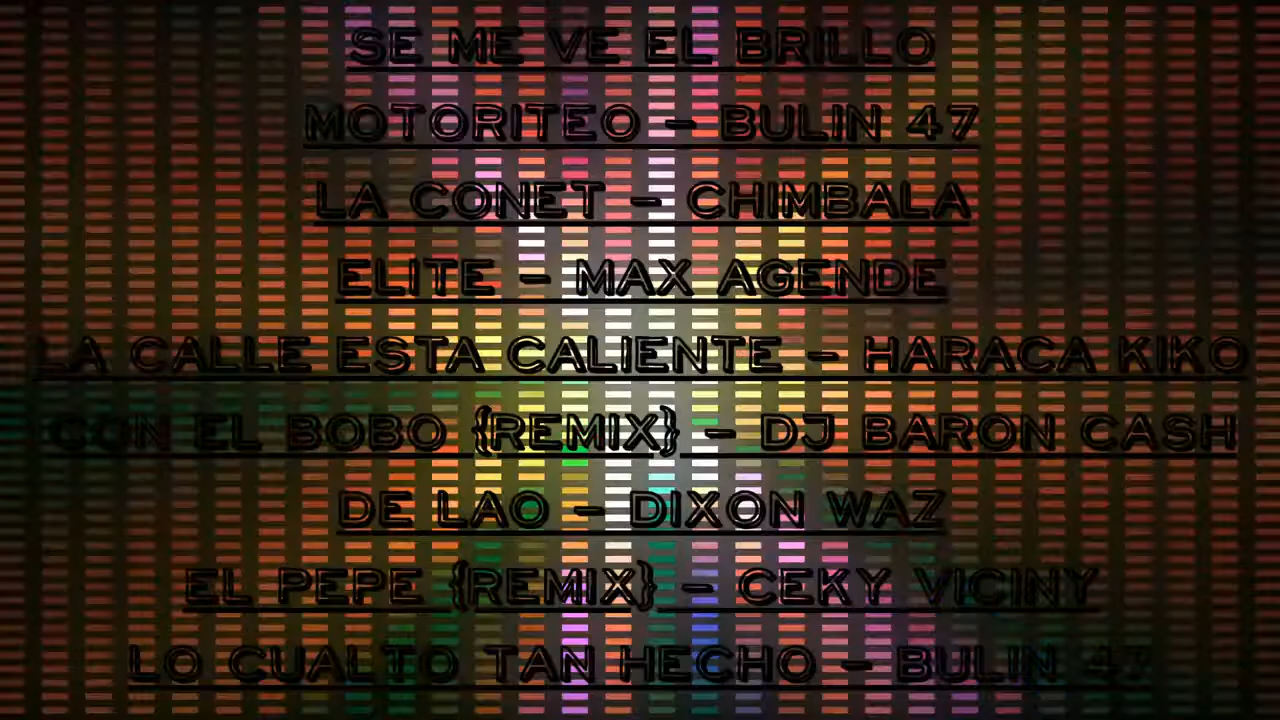 SE ME VE EL BRILLO
MOTORITEO - BULIN 47
LA CONET - CHIMBALA
ELITE - MAX AGENDE
LA CALLE ESTA CALIENTE - HARACA KIKO
CON EL BOBO {REMIX} - DJ BARON CASH
DE LAO - DIXON WAZ
EL PEPE {REMIX} - CEKY VICINY
LO CUALTO TAN HECHO - BULIN 47